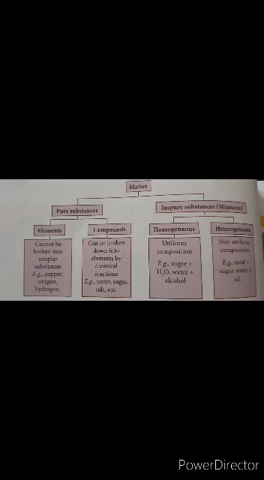 Matter
Pure substances
Impure substances (Mixtures)
Elements
Compounds
Homogeneous
Heterogeneous
Cannot be
broken into
simpler
substances
E.g., copper,
oxygen,
hydrogen.
Can be broken
down into
elements by
chemical
reactions
E.g., water, sugar,
salt, etc.
Uniform
composition
E.g., sugar +
H₂O, water +
alcohol
Non-uniform
composition
E.g., sand +
sugar, water +
oil
PowerDirector